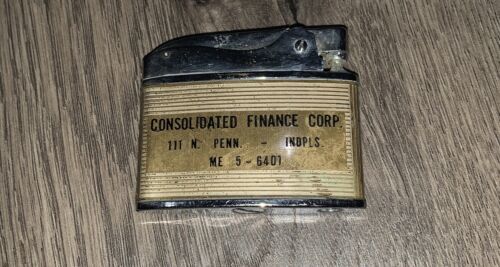 CONSOLIDATED FINANCE CORP.
111 N. PENN. - INDPLS.
ME 5-6401